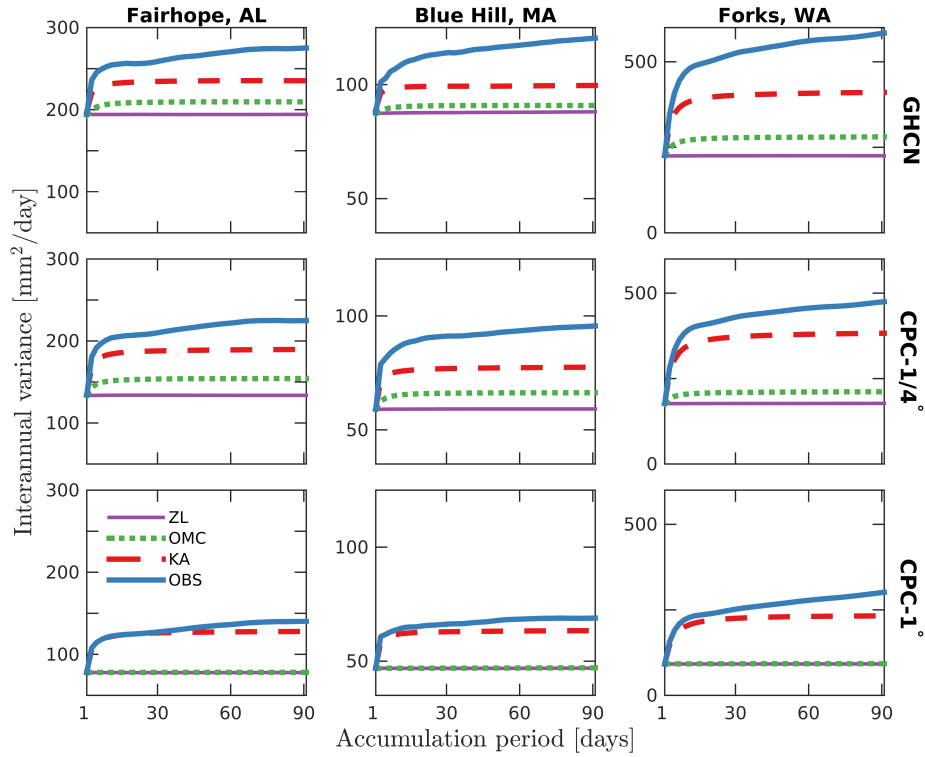 Fairhope, AL
Blue Hill, MA
Forks, WA
300
200
100
100
50
500
0
GHCN
Interannual variance [mm²/day]
300
200
100
100
50
500
0
CPC-1/4°
300
200
100
ZL
OMC
KA
OBS
100
50
500
0
CPC-1°
1 30 60 90
1 30 60 90
1 30 60 90
Accumulation period [days]